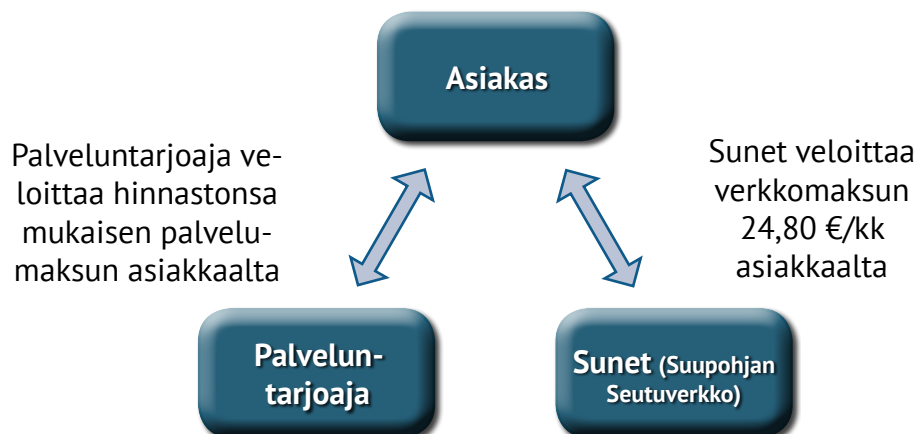 Asiakas
Palveluntarjoaja ve-
loittaa hinnastonsa
mukaisen palvelu-
maksun asiakkaalta
Sunet veloittaa
verkkomaksun
24,80 €/kk
asiakkaalta
Palvelun-
tarjoaja
Sunet (Suupohjan
Seutuverkko)